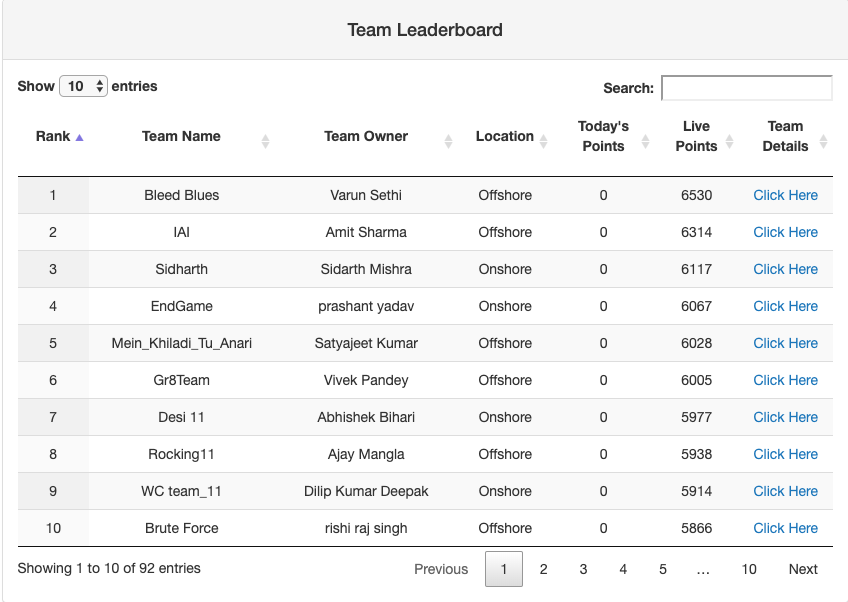 Team Leaderboard
Show 10 entries Search:
Rank Team Name Team Owner Location Today's Points Live Points Team Details
1 Bleed Blues Varun Sethi Offshore 0 6530 Click Here
2 IAI Amit Sharma Offshore 0 6314 Click Here
3 Sidharth Sidarth Mishra Onshore 0 6117 Click Here
4 EndGame prashant yadav Onshore 0 6067 Click Here
5 Mein_Khiladi_Tu_Anari Satyajeet Kumar Offshore 0 6028 Click Here
6 Gr8Team Vivek Pandey Offshore 0 6005 Click Here
7 Desi 11 Abhishek Bihari Onshore 0 5977 Click Here
8 Rocking11 Ajay Mangla Offshore 0 5938 Click Here
9 WC team_11 Dilip Kumar Deepak Onshore 0 5914 Click Here
10 Brute Force rishi raj singh Offshore 0 5866 Click Here
Showing 1 to 10 of 92 entries Previous 1 2 3 4 5 … 10 Next